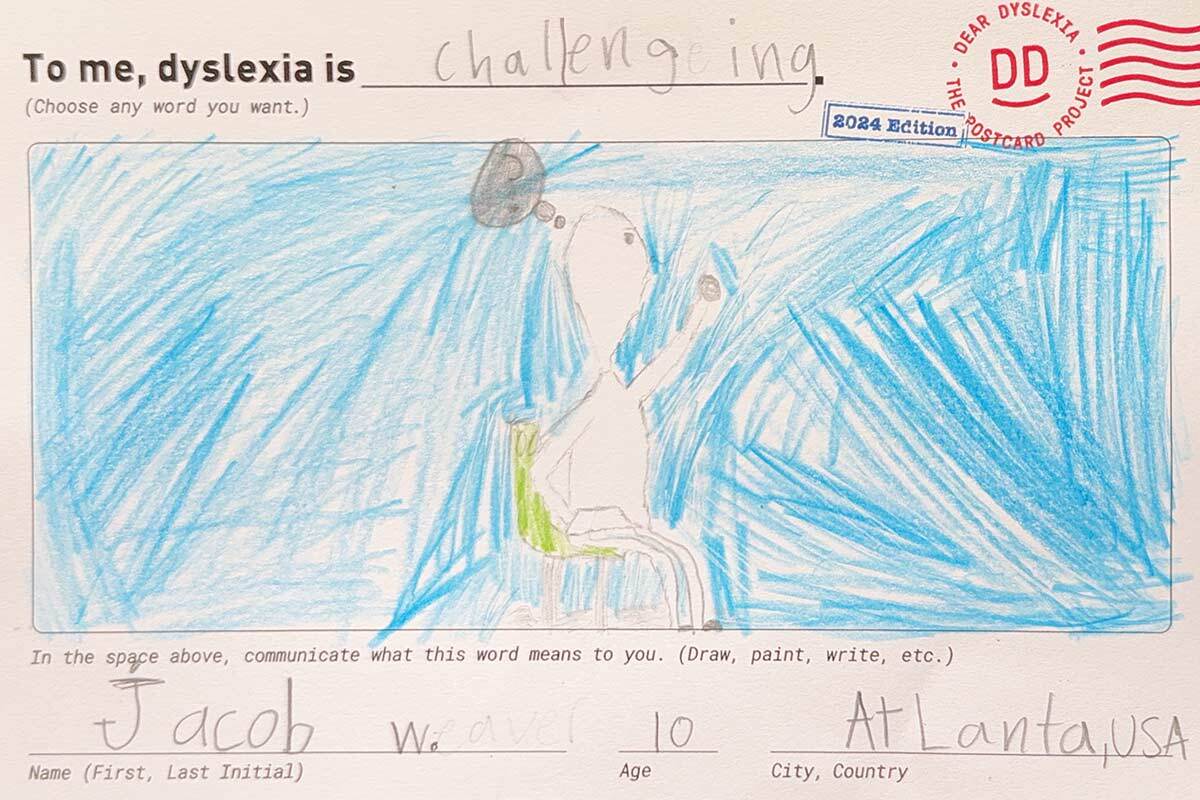 To me, dyslexia is challengeing.
(Choose any word you want.)
DEAR DYSLEXIA
DD
THE POSTCARD PROJECT
2024 Edition
?
In the space above, communicate what this word means to you. (Draw, paint, write, etc.)
Jacob W. 10 AtLanta, USA
Name (First, Last Initial) Age City, Country